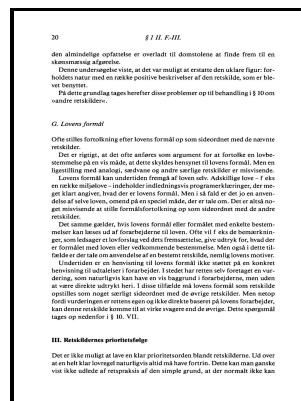 20
§ 1 II. F-III.
den almindelige opfattelse er overladt til domstolene at finde frem til en
skønsmæssig afgørelse.
Denne undersøgelse viste, at det var muligt at erstatte den uklare figur: for-
holdets natur med en række positive beskrivelser af den retskilde, som er ble-
vet benyttet.
På dette grundlag tages herefter disse problemer op til behandling i § 10 om
»andre retskilder«.
G. Lovens formål
Ofte stilles fortolkning efter lovens formål op som sideordnet med de nævnte
retskilder.
Det er rigtigt, at det ofte anføres som argument for at fortolke en lovbe-
stemmelse på en vis måde, at dette skyldes hensynet til lovens formål. Men en
ligestilling med analogi, sædvane og andre særlige retskilder er misvisende.
Lovens formål kan undertiden fremgå af loven selv. Adskillige love – f eks
en række miljølove – indeholder indledningsvis programerklæringer, der me-
get klart angiver, hvad der er lovens formål. Men i så fald er det jo en anven-
delse af selve loven, omend på en speciel måde, der er tale om. Det er altså no-
get misvisende at stille formålsfortolkning op som sideordnet med de andre
retskilder.
Det samme gælder, hvis lovens formål eller formålet med enkelte bestem-
melser kan læses ud af forarbejderne til loven. Ofte vil f eks de bemærknin-
ger, som ledsager et lovforslag ved dets fremsættelse, give udtryk for, hvad der
er formålet med loven eller vedkommende bestemmelse. Men også i dette til-
fælde er der tale om anvendelse af en bestemt retskilde, nemlig lovens motiver.
Undertiden er en henvisning til lovens formål ikke støttet på en konkret
henvisning til udtalelser i forarbejder. I stedet har retten selv foretaget en vur-
dering, som naturligvis kan have en vis baggrund i forarbejderne, men uden
at være direkte udtrykt heri. I disse tilfælde må lovens formål som retskilde
opstilles som noget særligt sideordnet med de øvrige retskilder. Men netop
fordi vurderingen er rettens egen og ikke direkte baseret på lovens forarbejder,
kan denne retskilde komme til at virke svagere end de øvrige. Dette spørgsmål
tages op nedenfor i § 10. VII.
III. Retskildernes prioritetsfølge
Det er ikke muligt at lave en klar prioritetsorden blandt retskilderne. Ud over
at en helt klar lovregel naturligvis altid må have fortrin. Dette kan man ganske
vist ikke udlede af retspraksis af den simple grund, at der normalt ikke kan